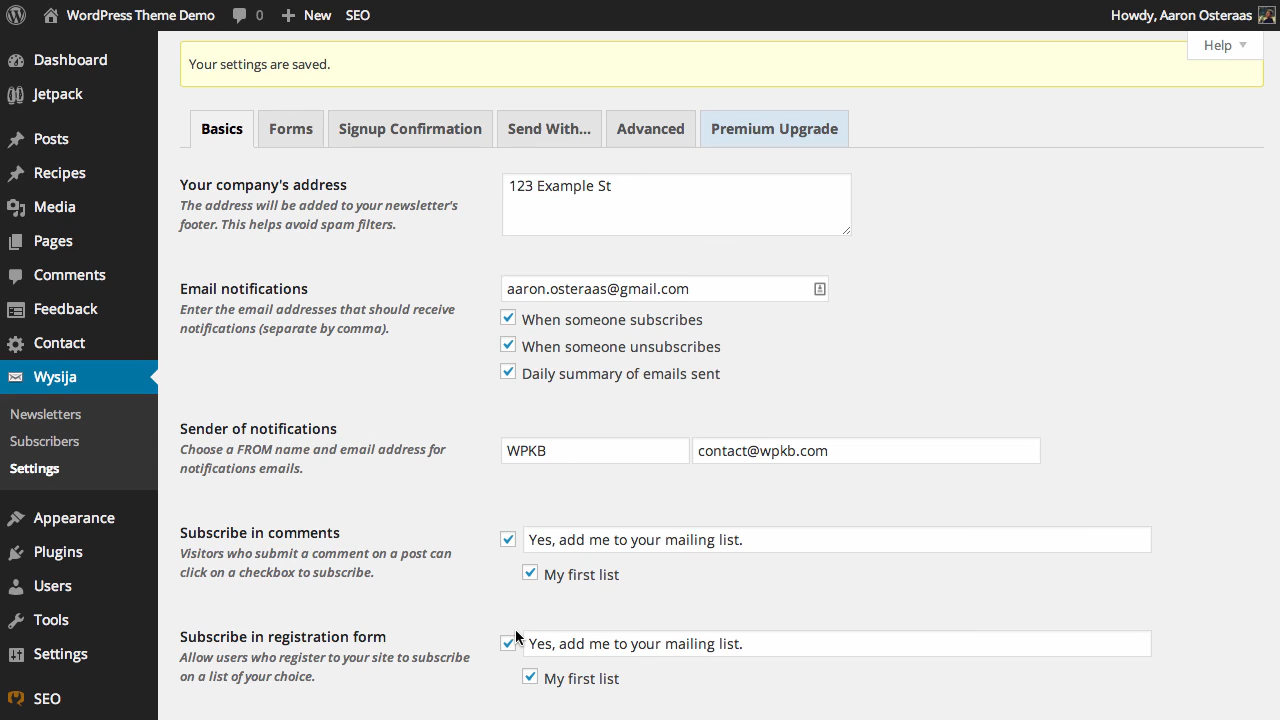 WordPress Theme Demo 0 New SEO Howdy, Aaron Osteraas
Help
Your settings are saved.
Dashboard
Jetpack
Posts
Recipes
Media
Pages
Comments
Feedback
Contact
Wysija
Newsletters
Subscribers
Settings
Appearance
Plugins
Users
Tools
Settings
SEO
Basics Forms Signup Confirmation Send With... Advanced Premium Upgrade
Your company's address
The address will be added to your newsletter's
footer. This helps avoid spam filters.
123 Example St
Email notifications
Enter the email addresses that should receive
notifications (separate by comma).
aaron.osteraas@gmail.com
When someone subscribes
When someone unsubscribes
Daily summary of emails sent
Sender of notifications
Choose a FROM name and email address for
notifications emails.
WPKB contact@wpkb.com
Subscribe in comments
Visitors who submit a comment on a post can
click on a checkbox to subscribe.
Yes, add me to your mailing list.
My first list
Subscribe in registration form
Allow users who register to your site to subscribe
on a list of your choice.
Yes, add me to your mailing list.
My first list